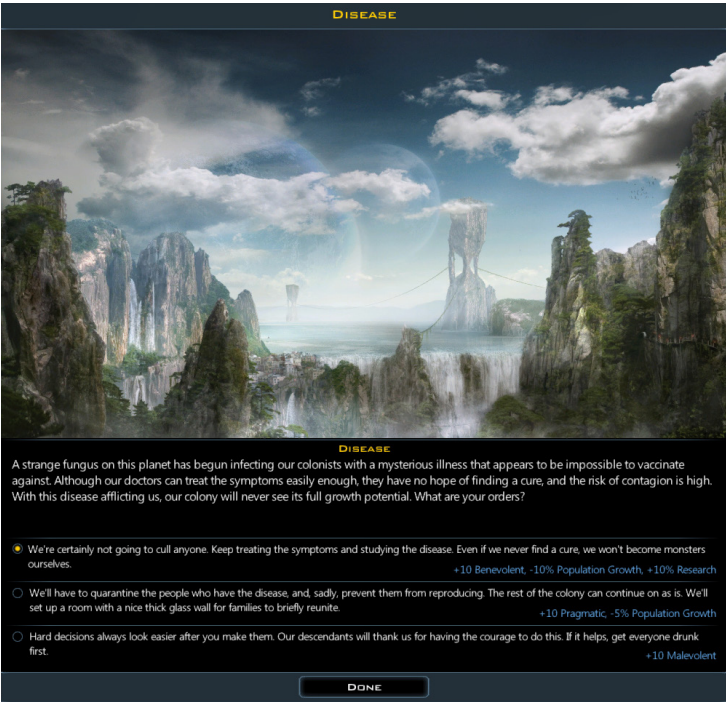 DISEASE
DISEASE
A strange fungus on this planet has begun infecting our colonists with a mysterious illness that appears to be impossible to vaccinate
against. Although our doctors can treat the symptoms easily enough, they have no hope of finding a cure, and the risk of contagion is high.
With this disease afflicting us, our colony will never see its full growth potential. What are your orders?
We're certainly not going to cull anyone. Keep treating the symptoms and studying the disease. Even if we never find a cure, we won't become monsters
ourselves.
+10 Benevolent, -10% Population Growth, +10% Research
We'll have to quarantine the people who have the disease, and, sadly, prevent them from reproducing. The rest of the colony can continue on as is. We'll
set up a room with a nice thick glass wall for families to briefly reunite.
+10 Pragmatic, -5% Population Growth
Hard decisions always look easier after you make them. Our descendants will thank us for having the courage to do this. If it helps, get everyone drunk
first.
+10 Malevolent
DONE